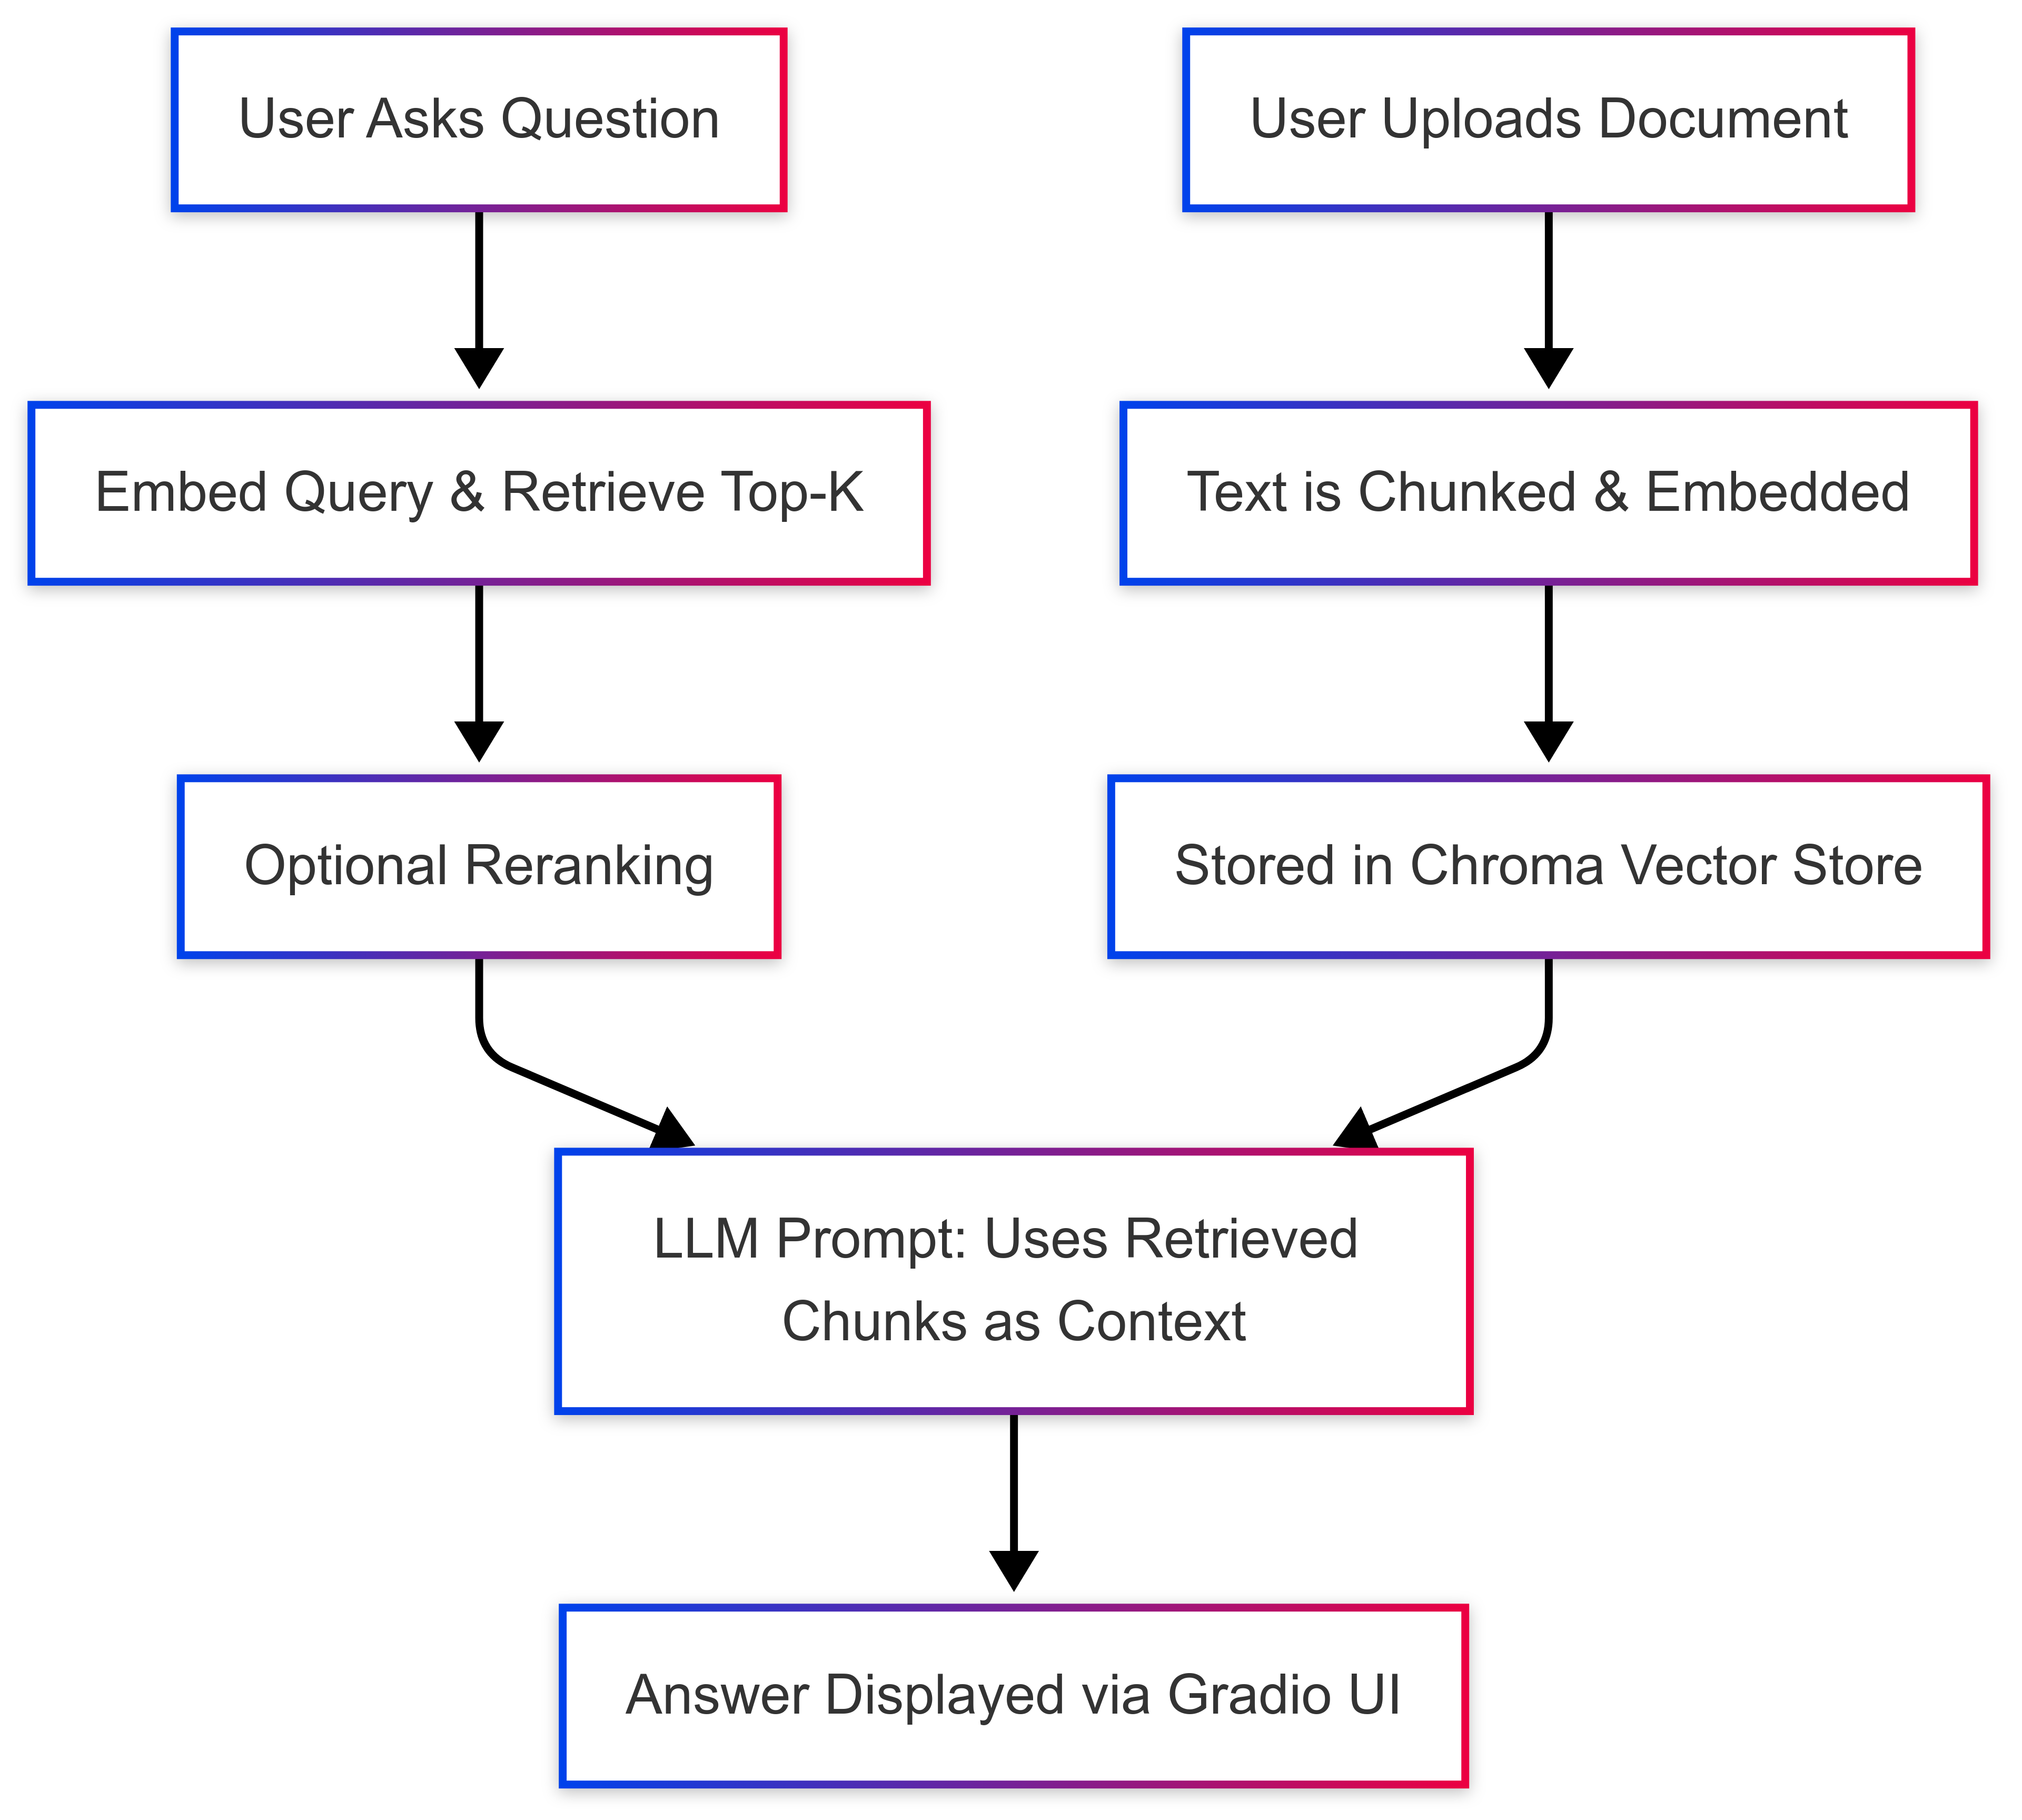 User Asks Question
User Uploads Document
Embed Query & Retrieve Top-K
Text is Chunked & Embedded
Optional Reranking
Stored in Chroma Vector Store
LLM Prompt: Uses Retrieved
Chunks as Context
Answer Displayed via Gradio UI